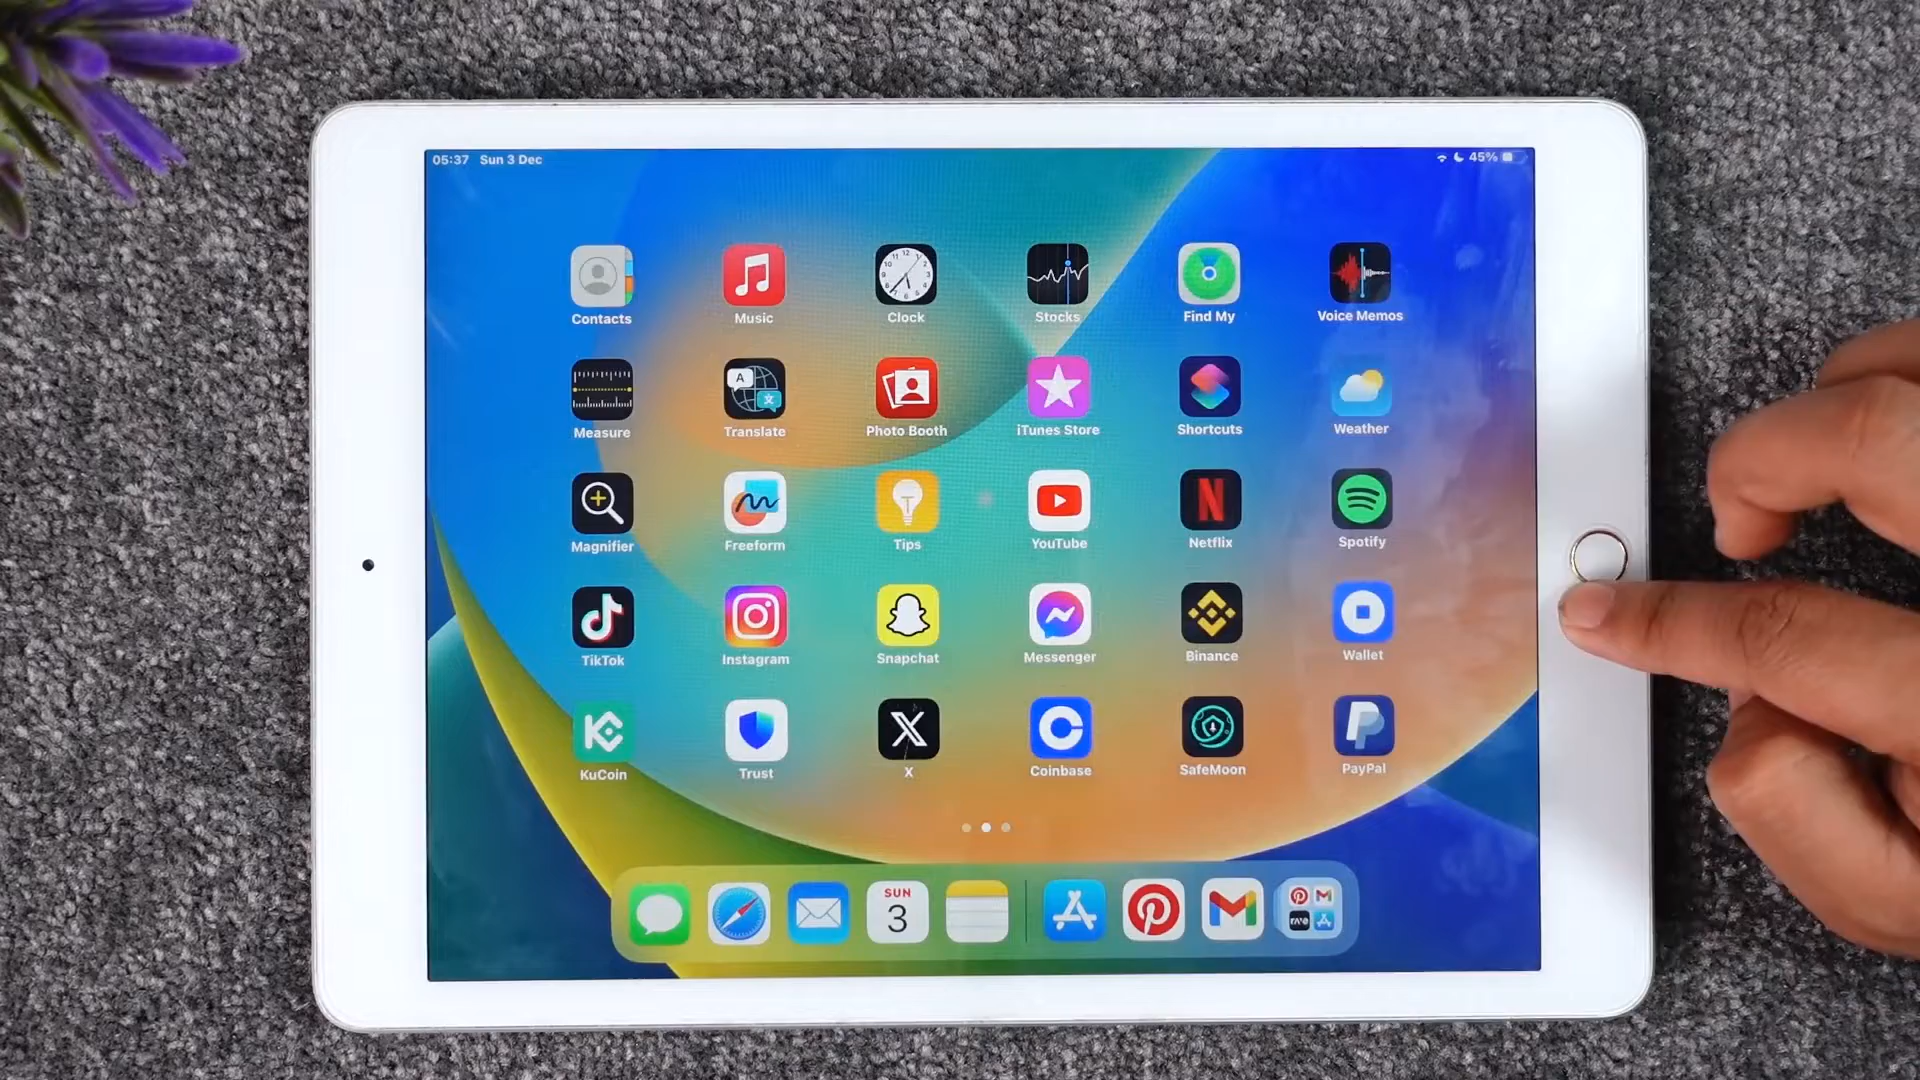 05:37 Sun 3 Dec
45%
Contacts
Music
Clock
Stocks
Find My
Voice Memos
Measure
Translate
Photo Booth
iTunes Store
Shortcuts
Weather
Magnifier
Freeform
Tips
YouTube
Netflix
Spotify
TikTok
Instagram
Snapchat
Messenger
Binance
Wallet
KuCoin
Trust
X
Coinbase
SafeMoon
PayPal
SUN
3